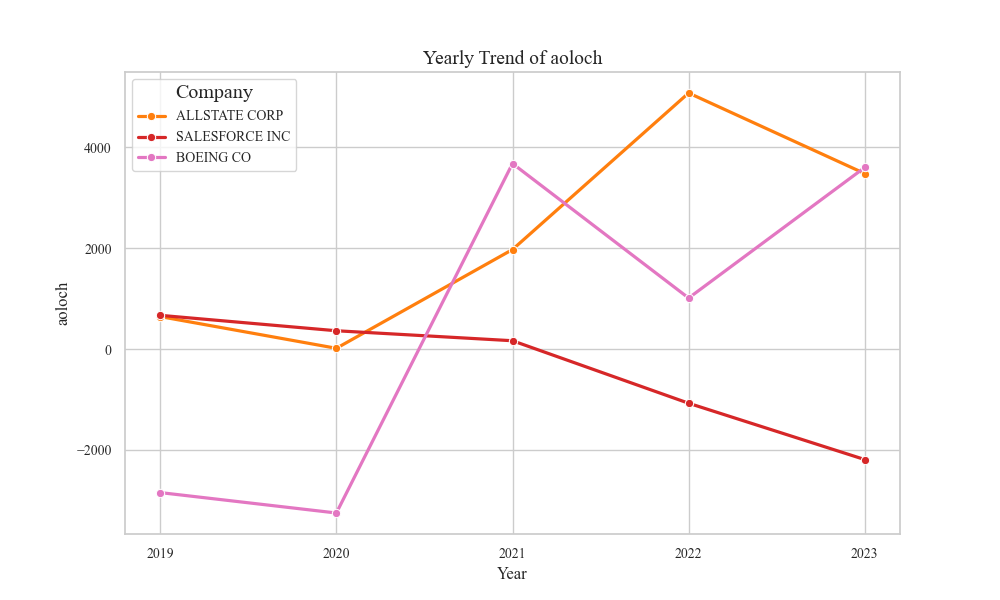 Yearly Trend of aoloch
Company
ALLSTATE CORP
SALESFORCE INC
BOEING CO
4000
2000
0
−2000
aoloch
2019 2020 2021 2022 2023
Year